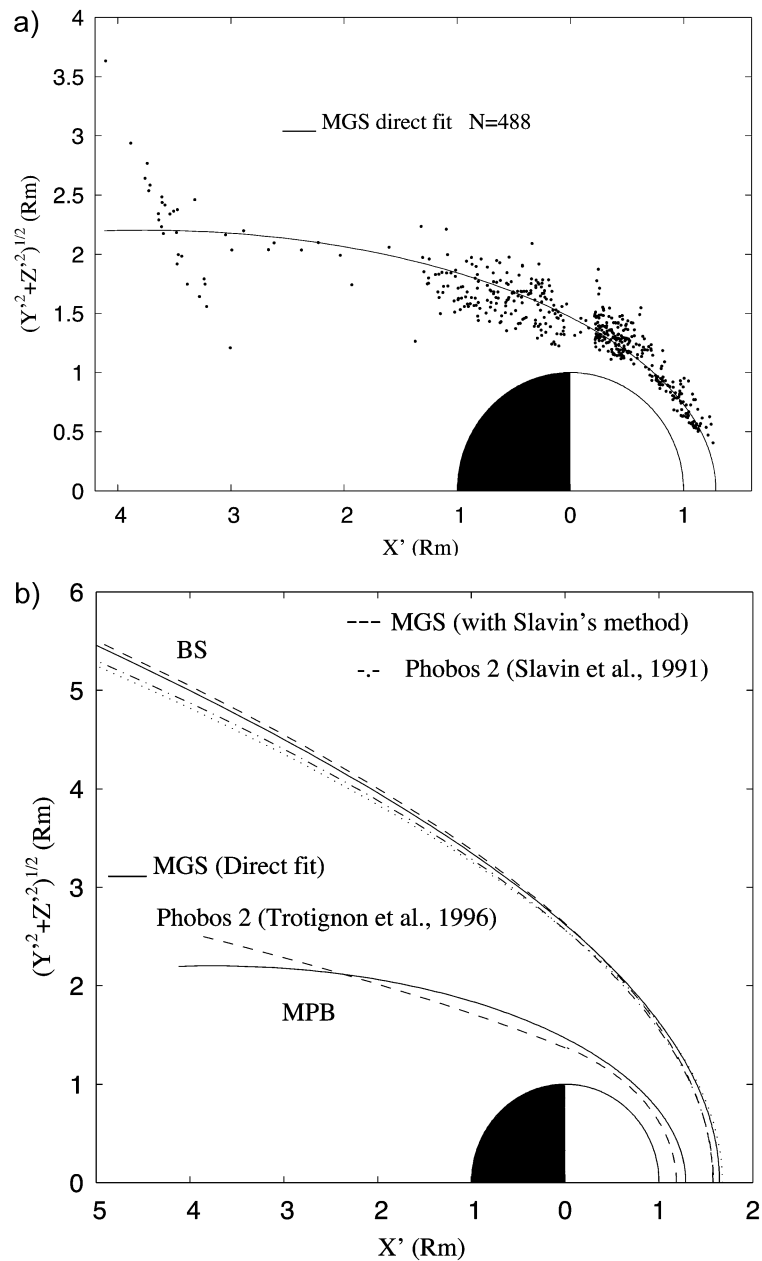 a)
4
3.5
3
2.5
2
1.5
1
0.5
0
(Y'²+Z'²)^1/2 (Rm)
MGS direct fit N=488
4 3 2 1 0 1
X' (Rm)
b)
6
5
4
3
2
1
0
(Y'²+Z'²)^1/2 (Rm)
MGS (with Slavin's method)
BS
Phobos 2 (Slavin et al., 1991)
MGS (Direct fit)
Phobos 2 (Trotignon et al., 1996)
MPB
5 4 3 2 1 0 1 2
X' (Rm)